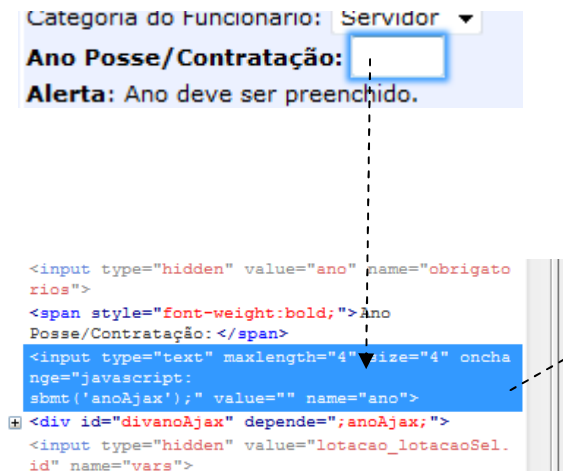 Categoria do Funcionário: Servidor
Ano Posse/Contratação:
Alerta: Ano deve ser preenchido.
<input type="hidden" value="ano" name="obrigato
rios">
<span style="font-weight:bold;">Ano
Posse/Contratação:</span>
<input type="text" maxlength="4" size="4" oncha
nge="javascript:
sbmt('anoAjax');" value="" name="ano">
<div id="divanoAjax" depende=";anoAjax;">
<input type="hidden" value="lotacao_lotacaoSel.
id" name="vars">